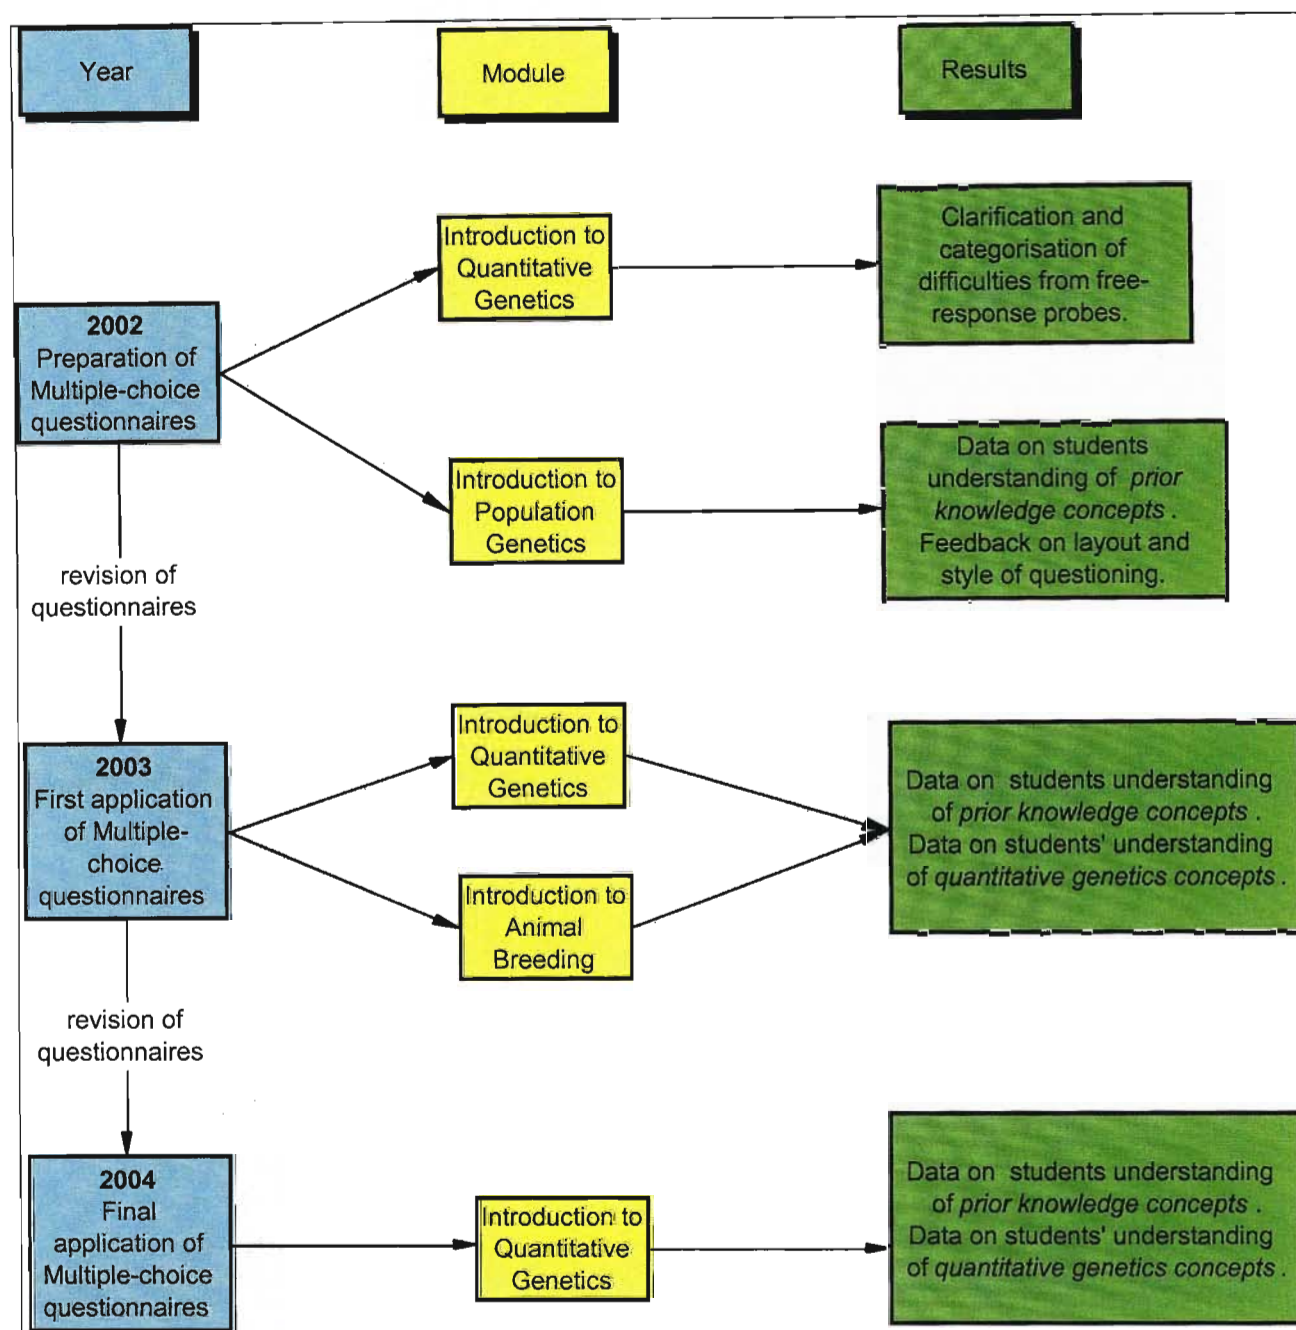 Year
Module
Results
2002
Preparation of
Multiple-choice
questionnaires
Introduction to
Quantitative
Genetics
Clarification and
categorisation of
difficulties from free-
response probes.
Introduction to
Population
Genetics
Data on students
understanding of prior
knowledge concepts .
Feedback on layout and
style of questioning.
revision of
questionnaires
2003
First application
of Multiple-
choice
questionnaires
Introduction to
Quantitative
Genetics
Introduction to
Animal
Breeding
Data on students understanding
of prior knowledge concepts .
Data on students' understanding
of quantitative genetics concepts .
revision of
questionnaires
2004
Final
application of
Multiple-choice
questionnaires
Introduction to
Quantitative
Genetics
Data on students understanding
of prior knowledge concepts .
Data on students' understanding
of quantitative genetics concepts .